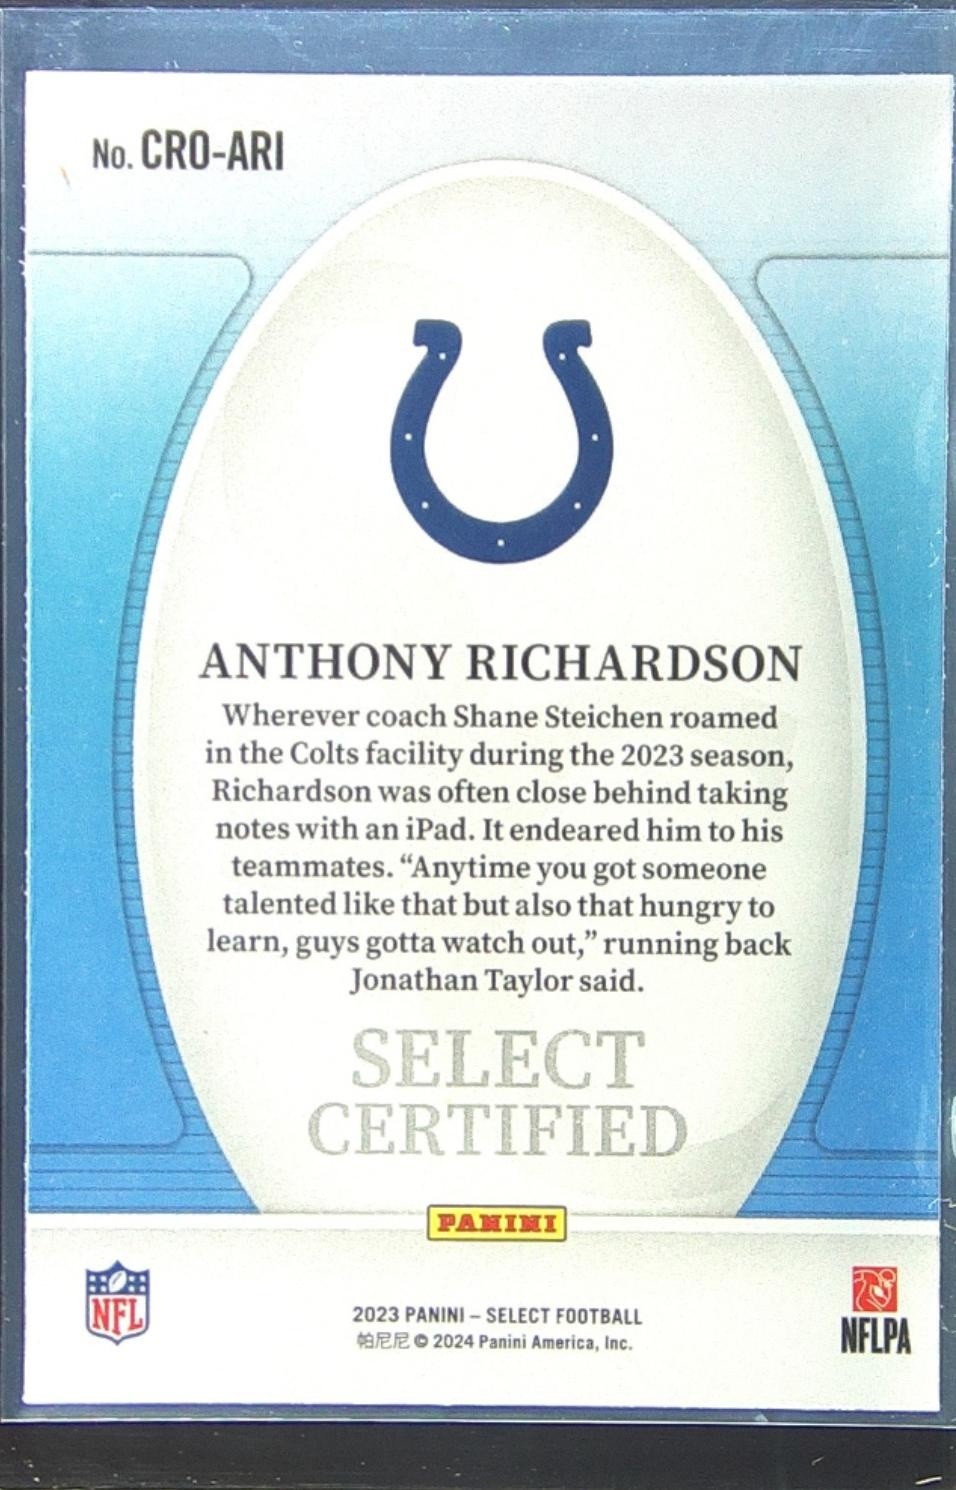 No. CRO-ARI
ANTHONY RICHARDSON
Wherever coach Shane Steichen roamed
in the Colts facility during the 2023 season,
Richardson was often close behind taking
notes with an iPad. It endeared him to his
teammates. “Anytime you got someone
talented like that but also that hungry to
learn, guys gotta watch out,” running back
Jonathan Taylor said.
SELECT
CERTIFIED
PANINI
NFL
2023 PANINI – SELECT FOOTBALL
帕尼尼 © 2024 Panini America, Inc.
NFLPA